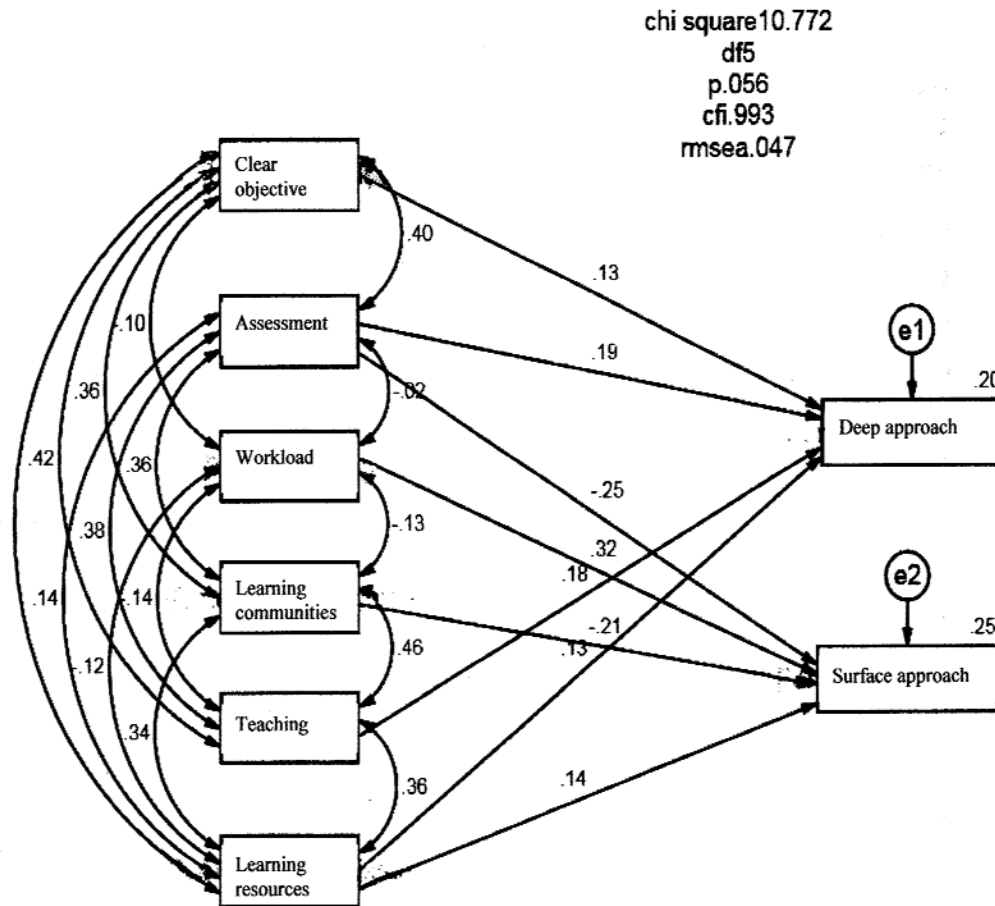 chi square10.772
df5
p.056
cfi.993
rmsea.047
Clear
objective
.40
.13
Assessment
e1
-.10
.19
.20
.36
-.02
Deep approach
Workload
.42
.36
-.25
.38
-.13
.32
.18
e2
.14
-.14
Learning
communities
-.21
.25
-.12
.46
.13
Surface approach
.34
Teaching
.36
.14
Learning
resources